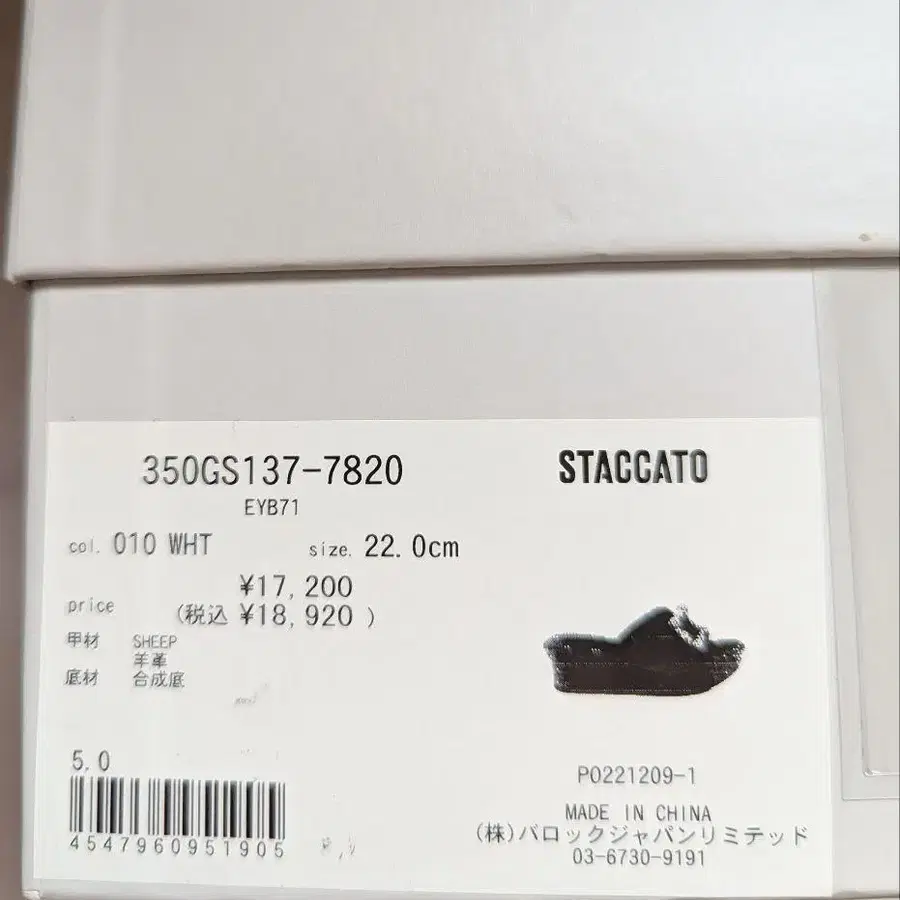 350GS137-7820
EYB71
STACCATO
col. 010 WHT
size. 22.0cm
price ¥17,200
(税込 ¥18,920 )
甲材 SHEEP
羊革
底材 合成底
5.0
4547960951905
PO221209-1
MADE IN CHINA
(株)バロックジャパンリミテッド
03-6730-9191